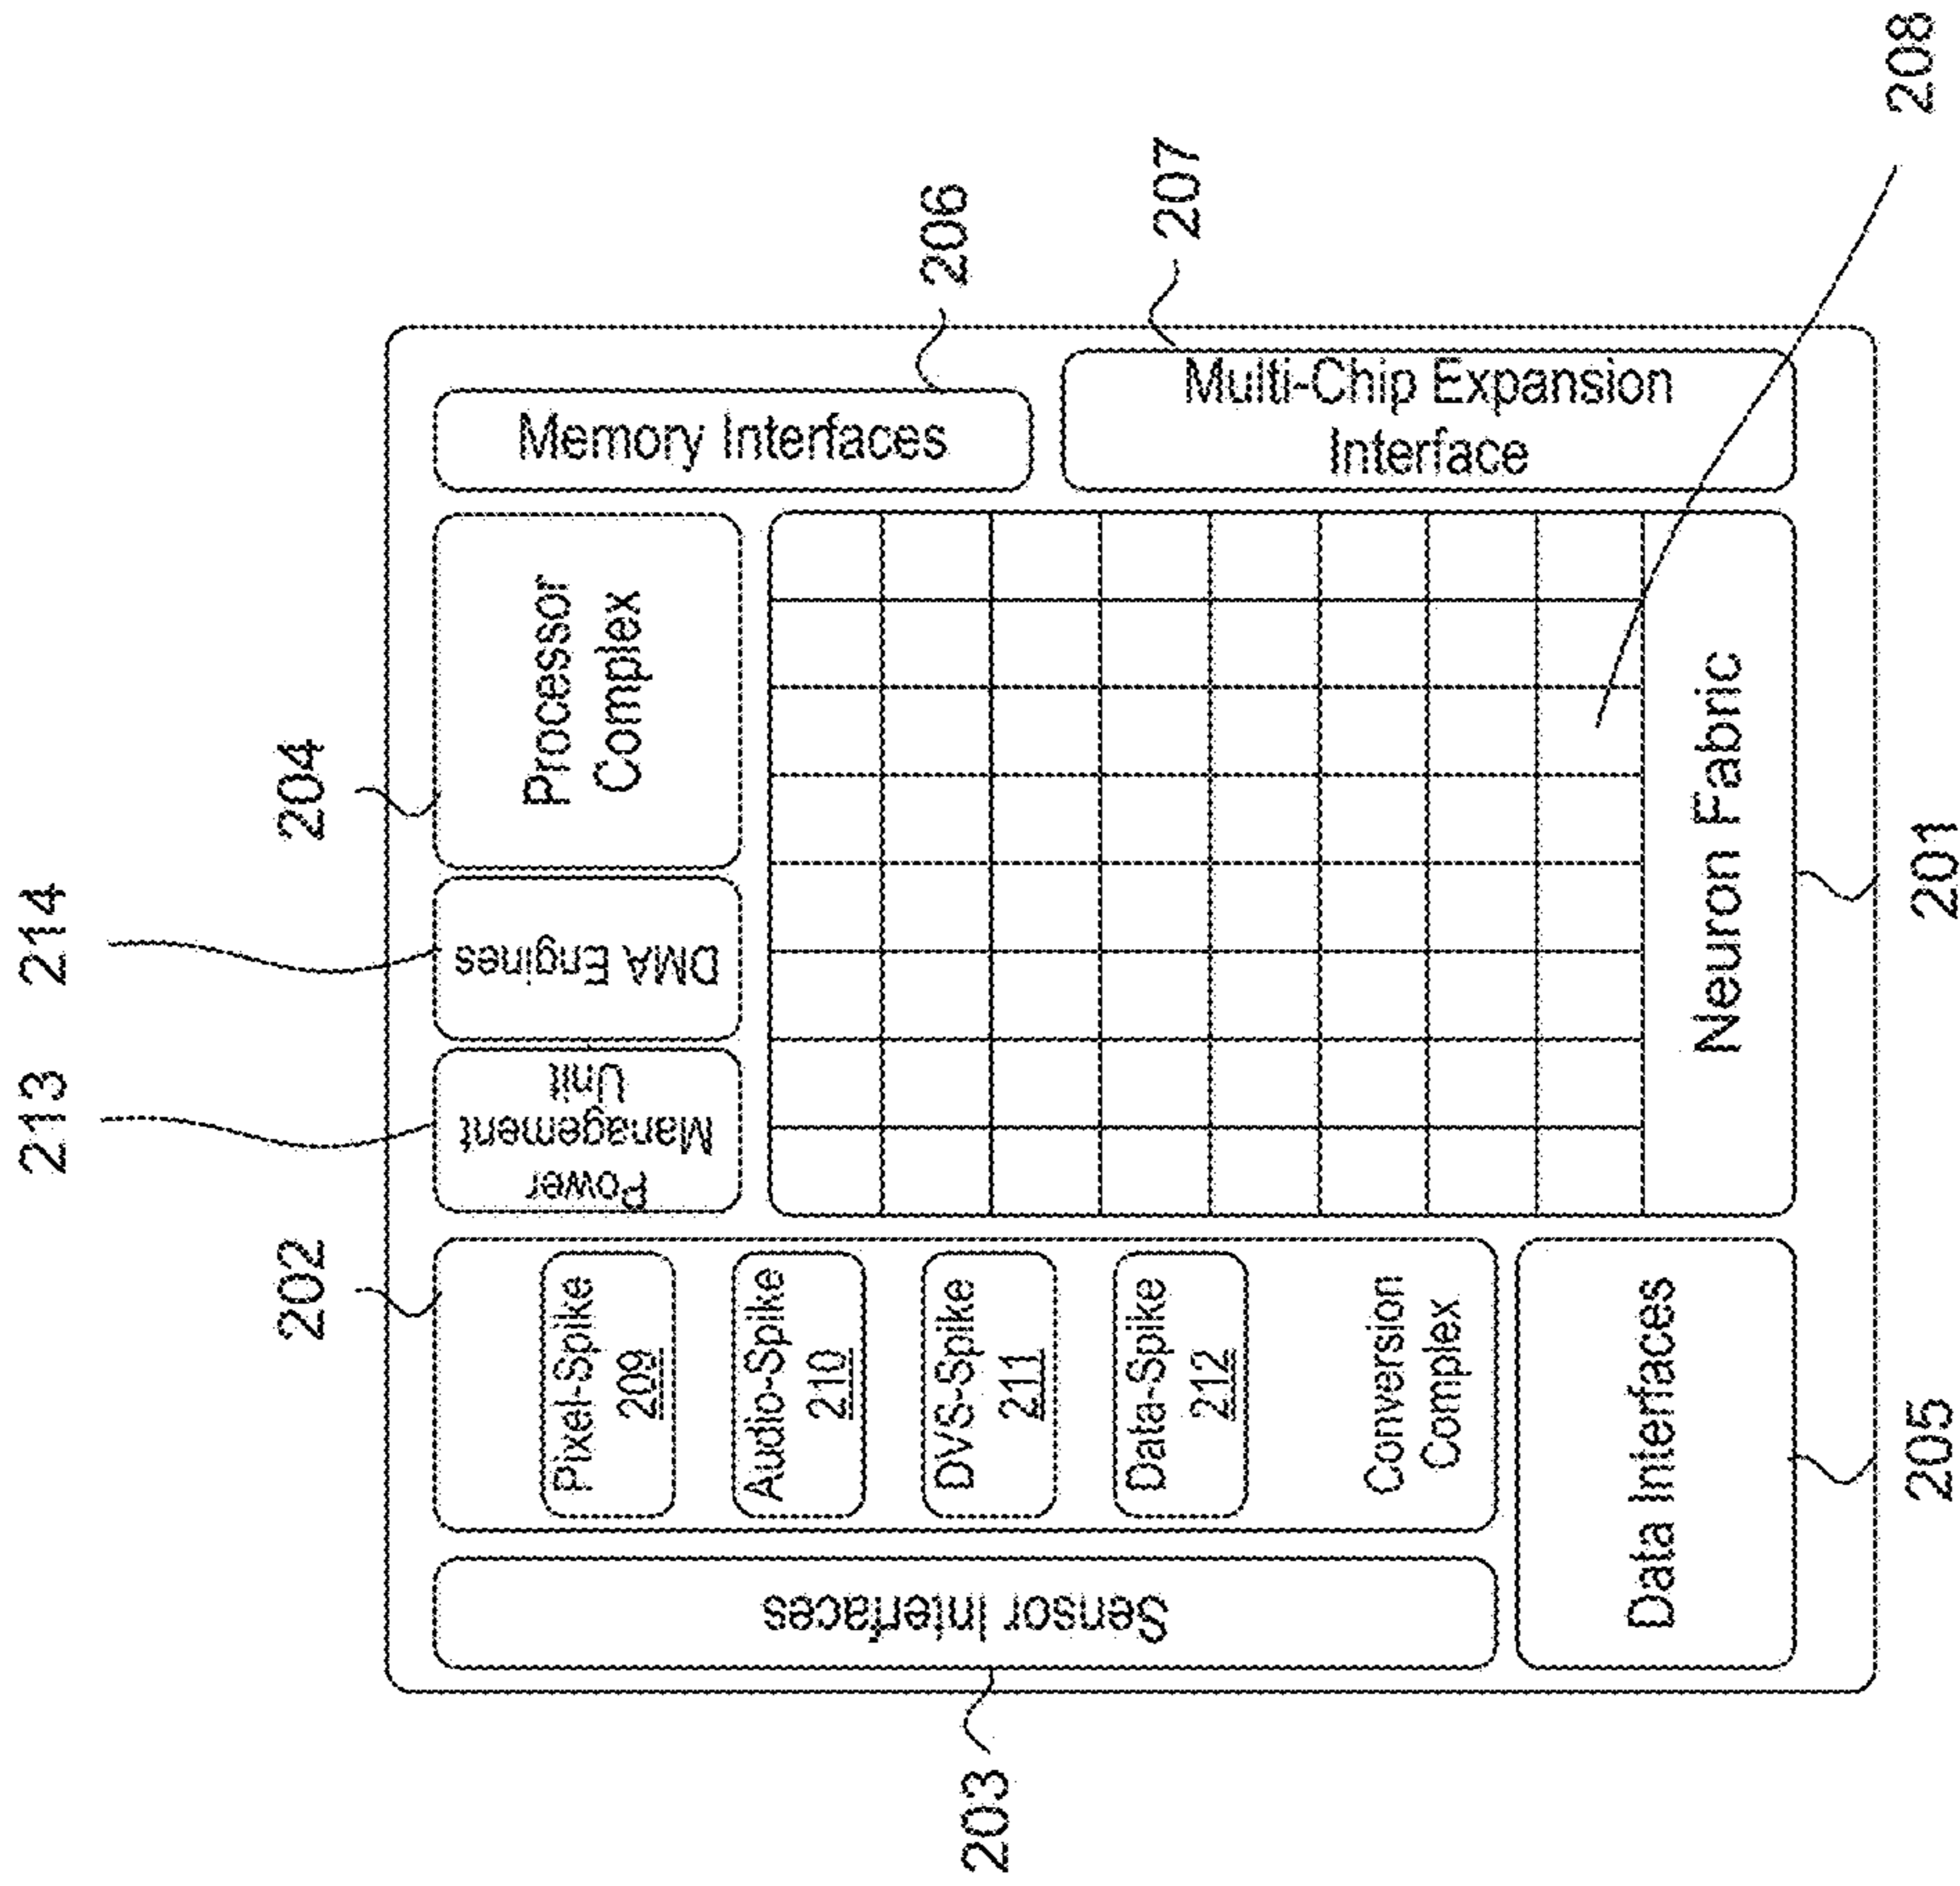 213
214
202
204
206
207
208
203
205
201
Sensor Interfaces
Pixel-Spike
209
Audio-Spike
210
DVS-Spike
211
Data-Spike
212
Conversion
Complex
Data Interfaces
Power
Management
Unit
DMA Engines
Processor
Complex
Neuron Fabric
Memory Interfaces
Multi-Chip Expansion
Interface